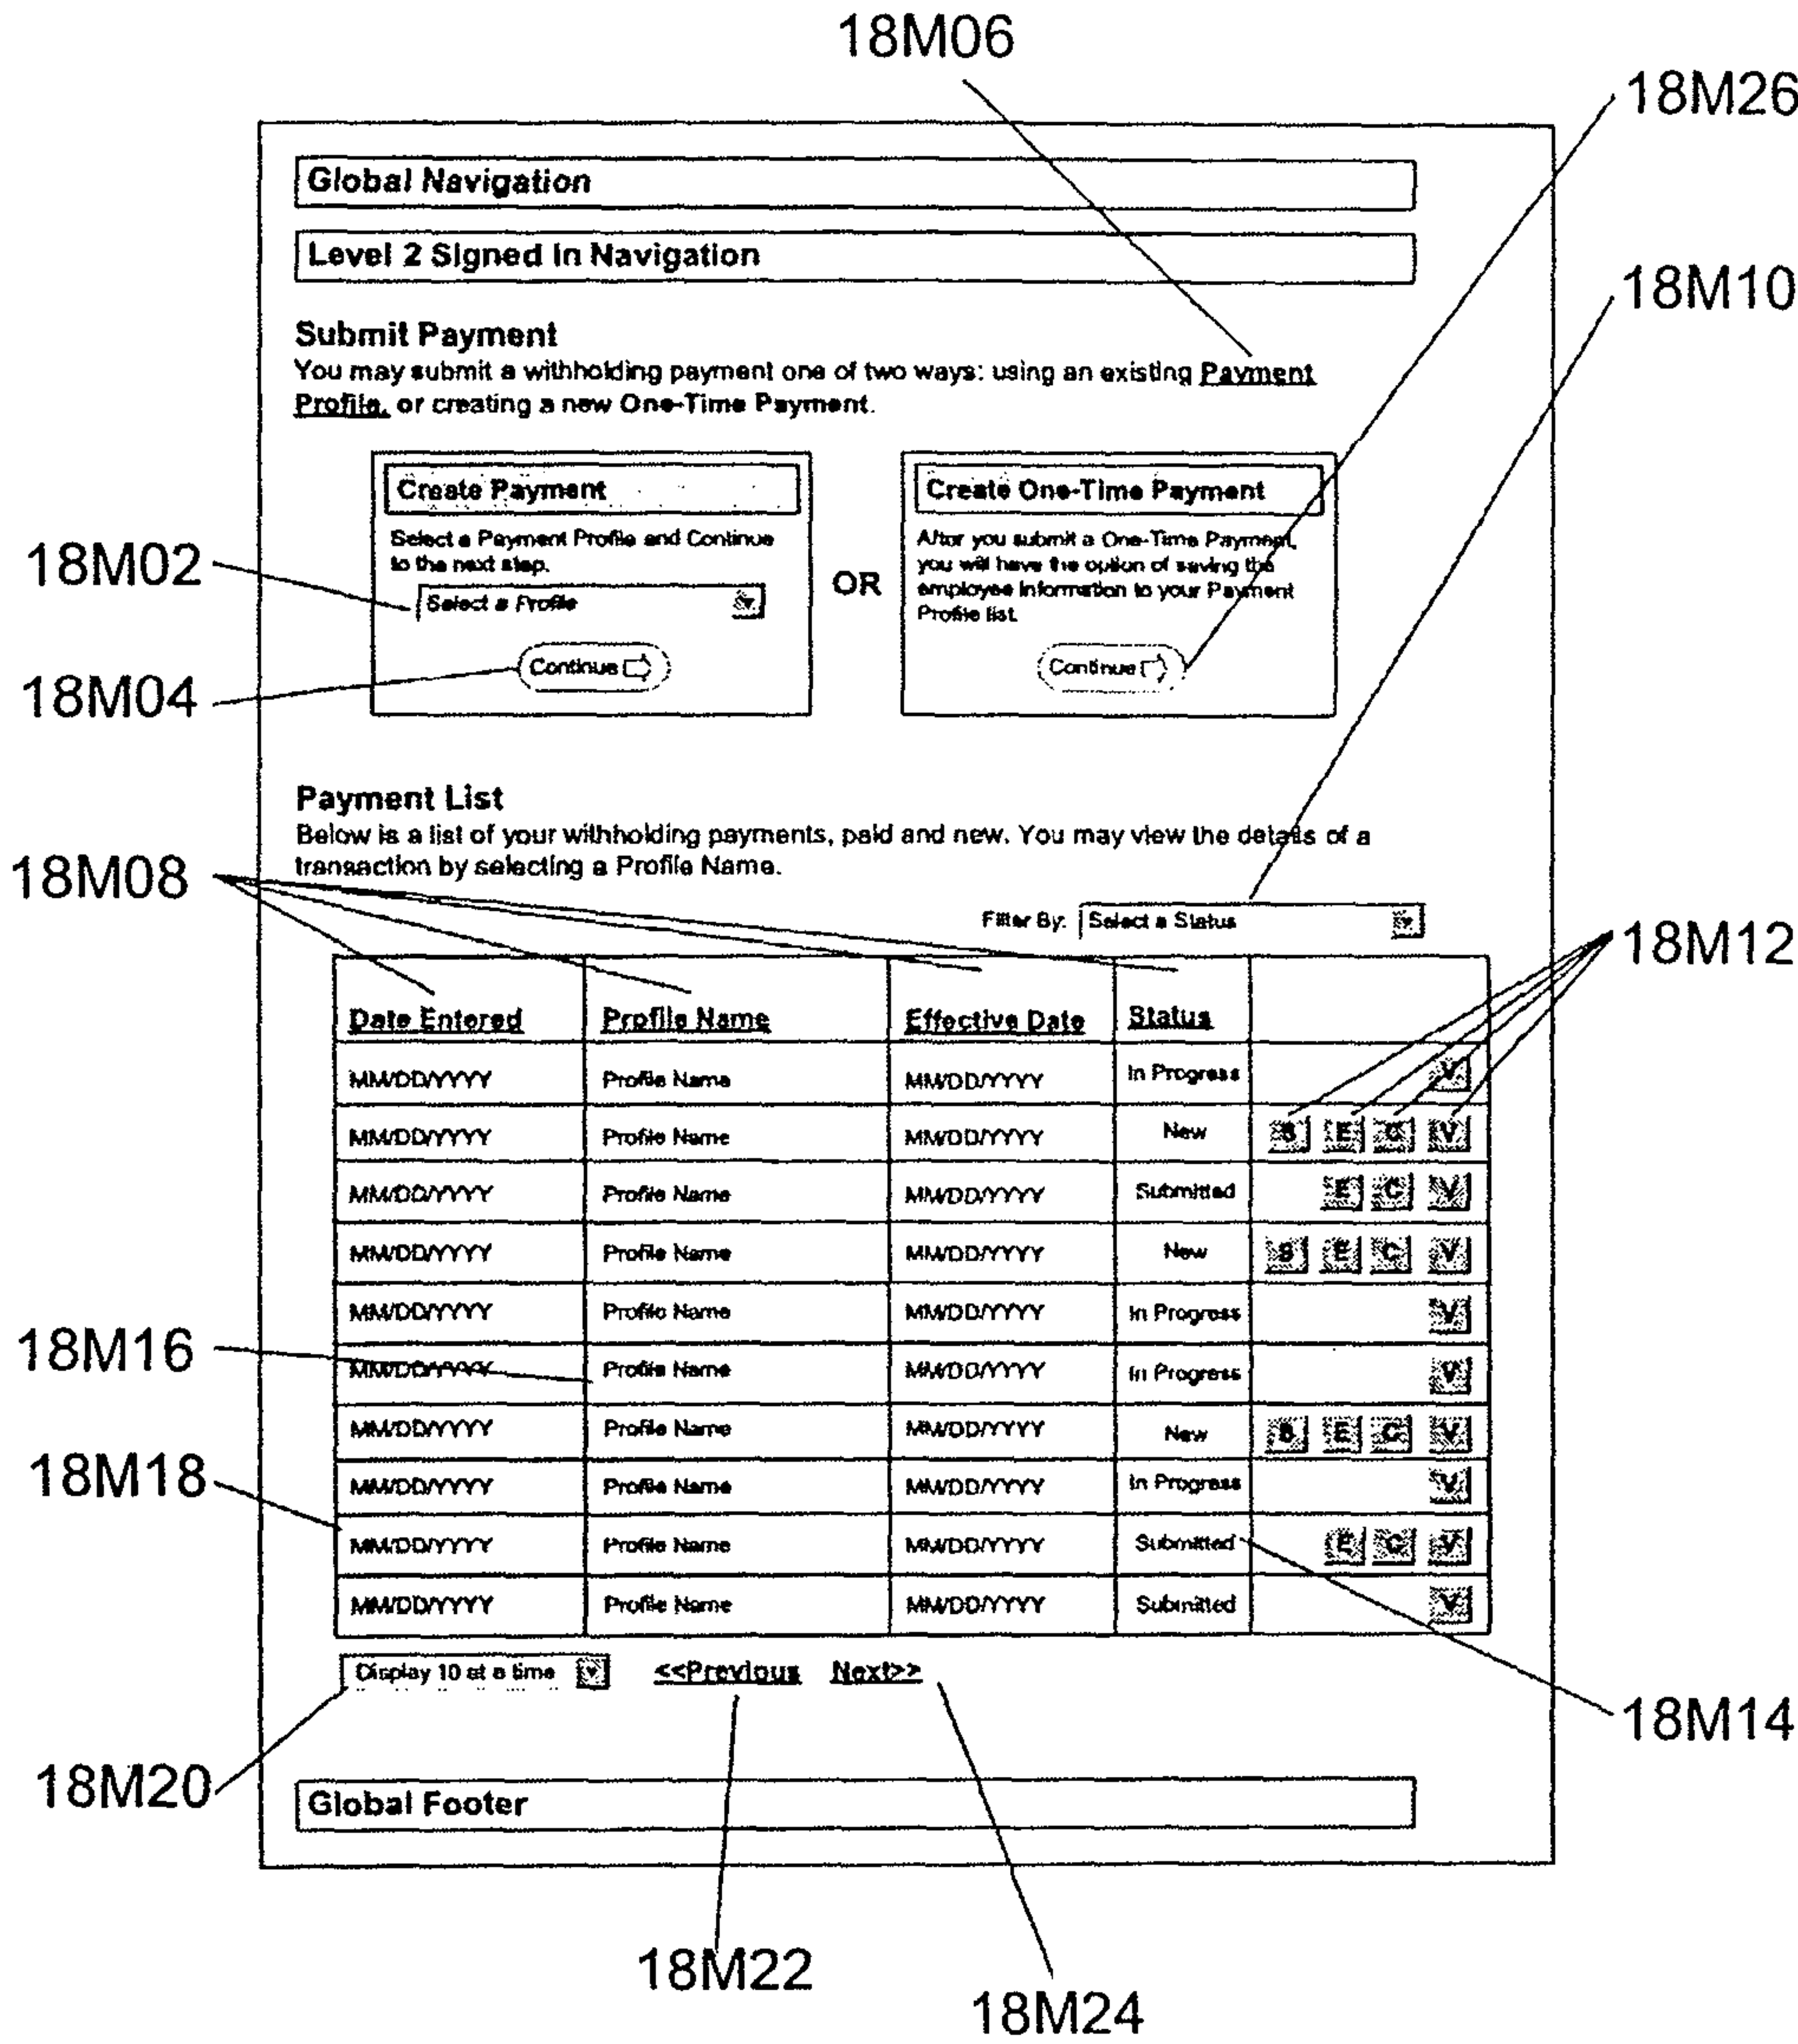 18M06
18M26
Global Navigation
Level 2 Signed In Navigation
18M10
Submit Payment
You may submit a withholding payment one of two ways: using an existing Payment
Profile, or creating a new One-Time Payment.
Create Payment
Select a Payment Profile and Continue
to the next step.
Select a Profile
Continue
18M02
18M04
OR
Create One-Time Payment
After you submit a One-Time Payment,
you will have the option of saving the
employee information to your Payment
Profile list.
Continue
Payment List
Below is a list of your withholding payments, paid and new. You may view the details of a
transaction by selecting a Profile Name.
18M08
Filter By: Select a Status
18M12
Date Entered Profile Name Effective Date Status
MM/DD/YYYY Profile Name MM/DD/YYYY In Progress V
MM/DD/YYYY Profile Name MM/DD/YYYY New S E C V
MM/DD/YYYY Profile Name MM/DD/YYYY Submitted E C V
MM/DD/YYYY Profile Name MM/DD/YYYY New S E C V
MM/DD/YYYY Profile Name MM/DD/YYYY In Progress V
18M16
MM/DD/YYYY Profile Name MM/DD/YYYY In Progress V
MM/DD/YYYY Profile Name MM/DD/YYYY New S E C V
18M18
MM/DD/YYYY Profile Name MM/DD/YYYY In Progress V
MM/DD/YYYY Profile Name MM/DD/YYYY Submitted E C V
MM/DD/YYYY Profile Name MM/DD/YYYY Submitted V
Display 10 at a time <<Previous Next>>
18M14
18M20
Global Footer
18M22
18M24